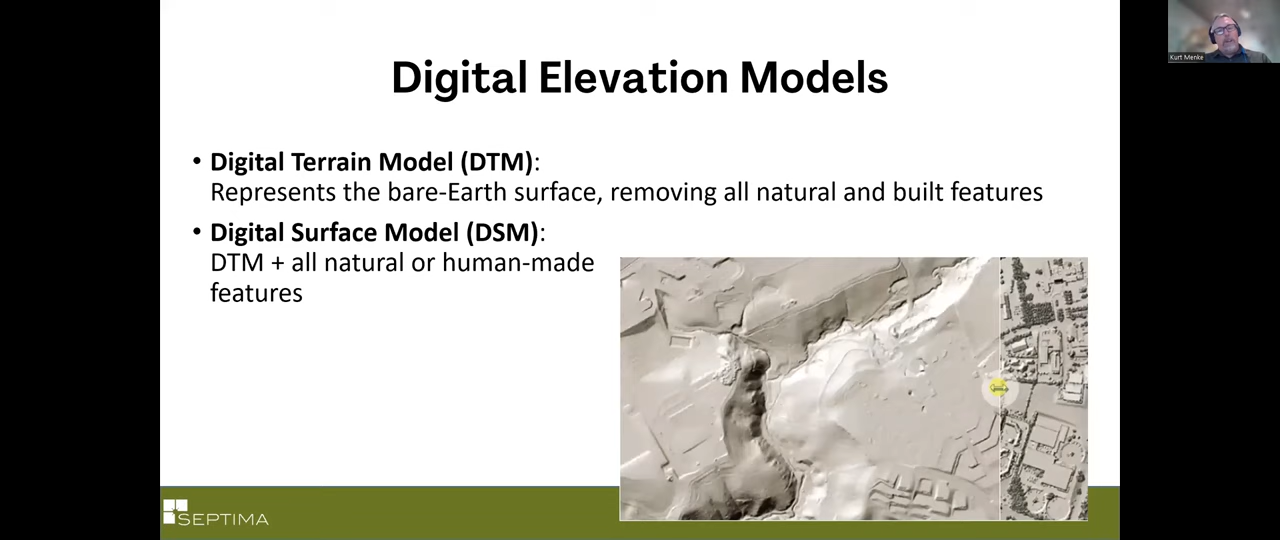 Kurt Menke
Digital Elevation Models
• Digital Terrain Model (DTM):
Represents the bare-Earth surface, removing all natural and built features
• Digital Surface Model (DSM):
DTM + all natural or human-made
features
SEPTIMA